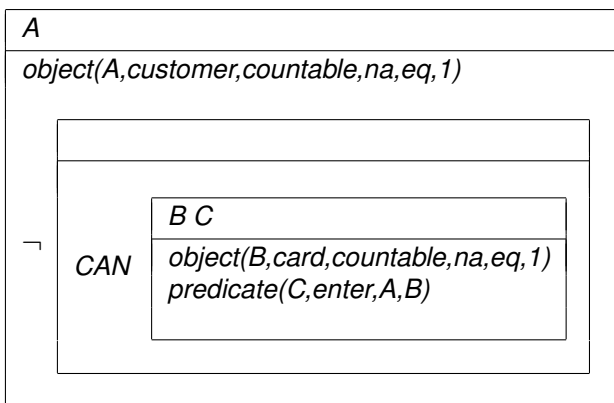 A
object(A,customer,countable,na,eq,1)
B C
¬
CAN
object(B,card,countable,na,eq,1)
predicate(C,enter,A,B)